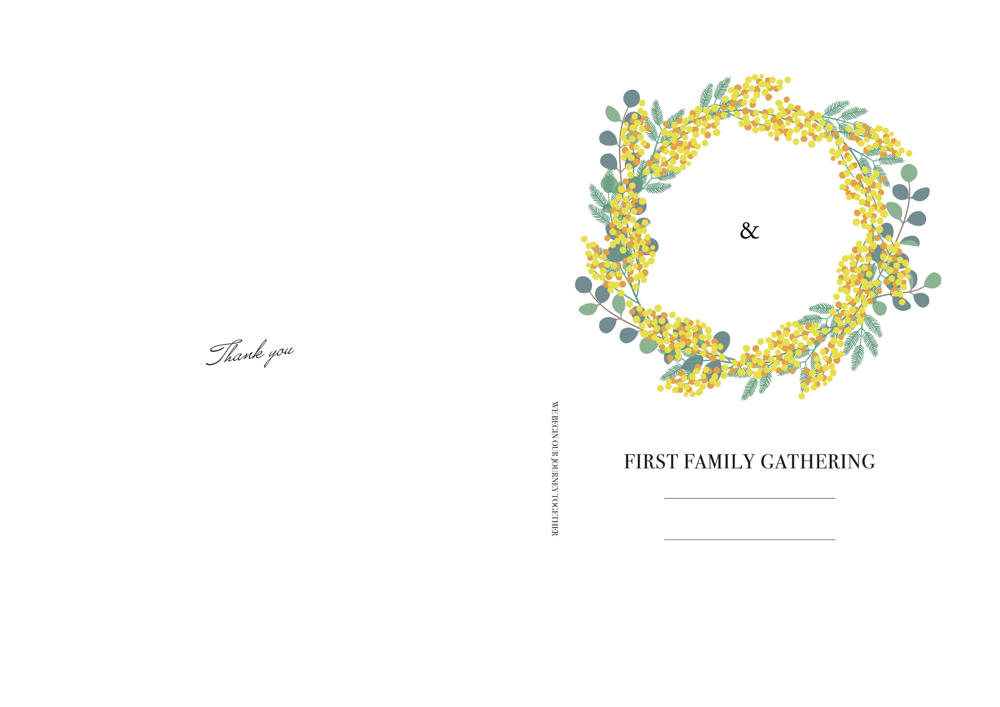 Thank you
WE BEGIN OUR JOURNEY TOGETHER
&
FIRST FAMILY GATHERING